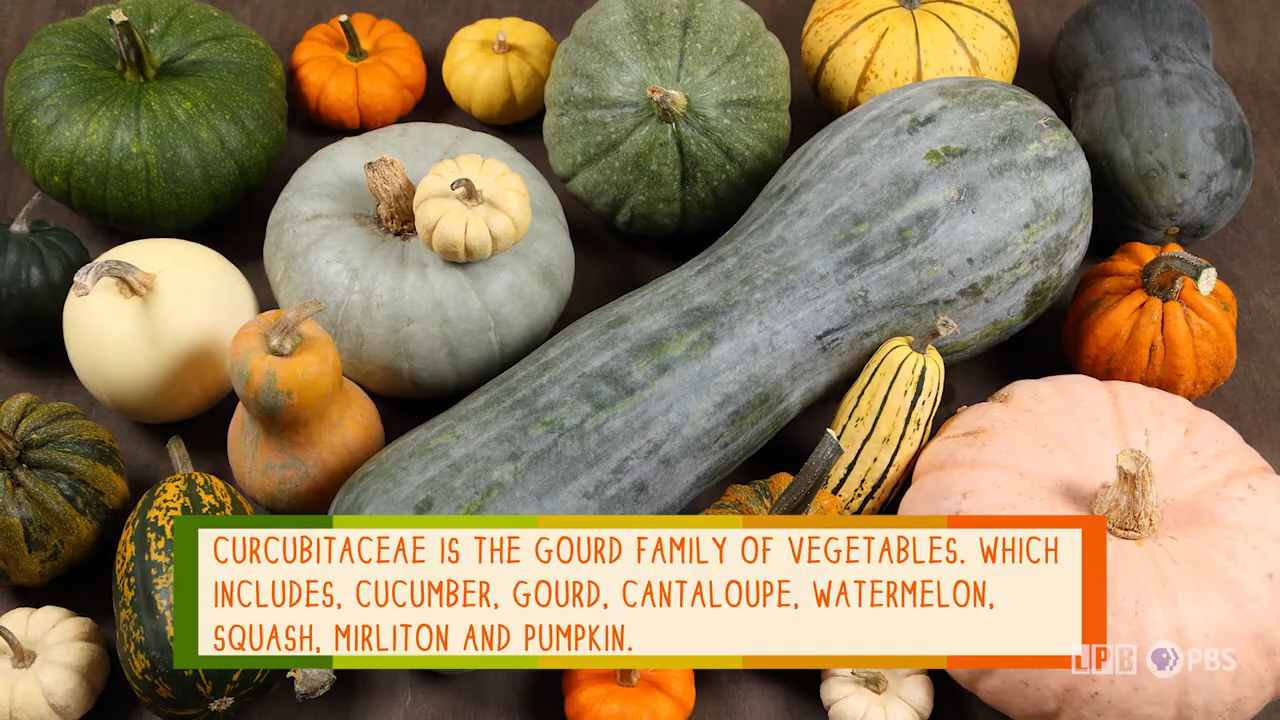 CURCUBITACEAE IS THE GOURD FAMILY OF VEGETABLES. WHICH
INCLUDES, CUCUMBER, GOURD, CANTALOUPE, WATERMELON,
SQUASH, MIRLITON AND PUMPKIN.
LPB PBS